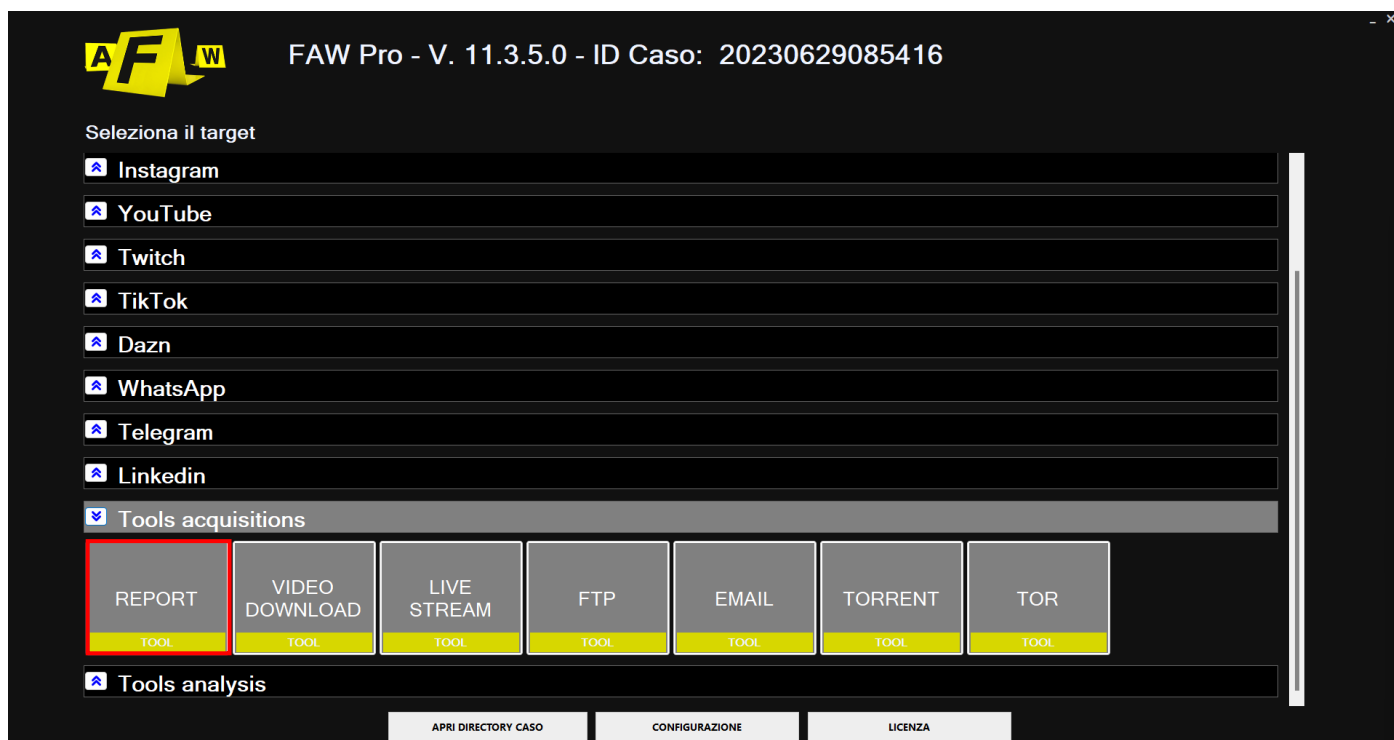 A F W
FAW Pro - V. 11.3.5.0 - ID Caso: 20230629085416
Seleziona il target
Instagram
YouTube
Twitch
TikTok
Dazn
WhatsApp
Telegram
Linkedin
Tools acquisitions
REPORT
TOOL
VIDEO
DOWNLOAD
TOOL
LIVE
STREAM
TOOL
FTP
TOOL
EMAIL
TOOL
TORRENT
TOOL
TOR
TOOL
Tools analysis
APRI DIRECTORY CASO
CONFIGURAZIONE
LICENZA